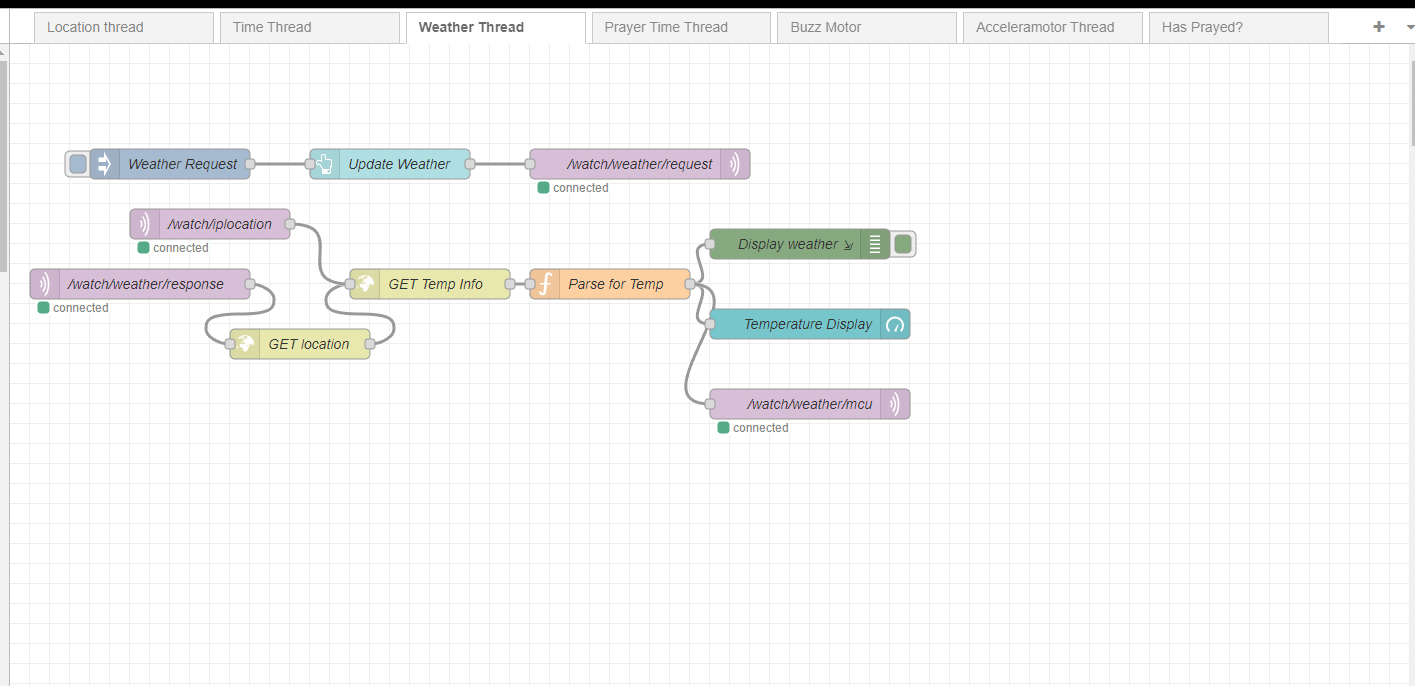 Location thread
Time Thread
Weather Thread
Prayer Time Thread
Buzz Motor
Acceleramotor Thread
Has Prayed?
Weather Request
Update Weather
/watch/weather/request
connected
/watch/iplocation
connected
Display weather
/watch/weather/response
connected
GET Temp Info
Parse for Temp
Temperature Display
GET location
/watch/weather/mcu
connected